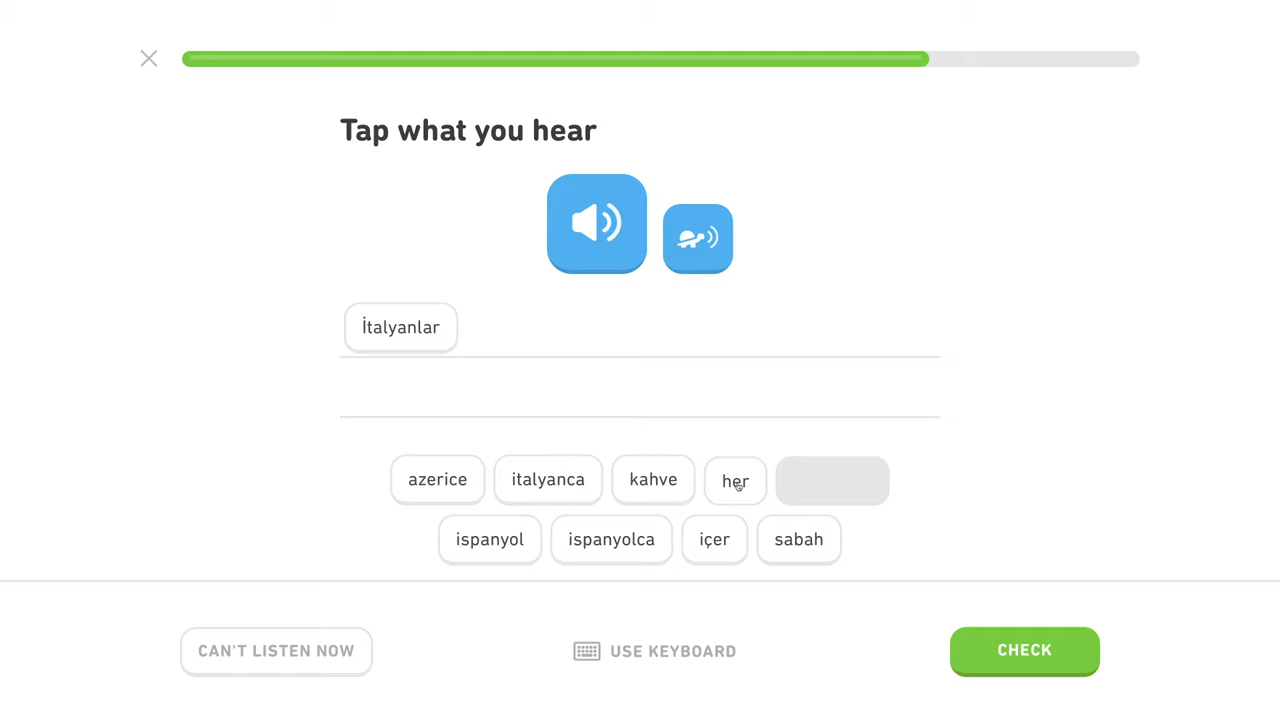 Tap what you hear
İtalyanlar
azerice italyanca kahve her
ispanyol ispanyolca içer sabah
CAN'T LISTEN NOW USE KEYBOARD CHECK